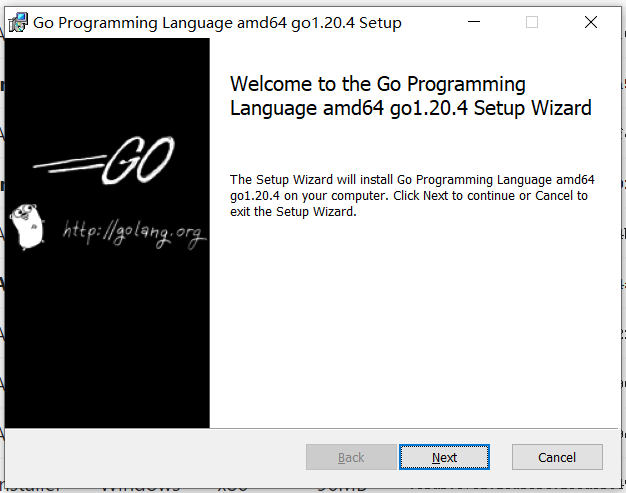 Go Programming Language amd64 go1.20.4 Setup
Welcome to the Go Programming
Language amd64 go1.20.4 Setup Wizard
GO
http://golang.org
The Setup Wizard will install Go Programming Language amd64
go1.20.4 on your computer. Click Next to continue or Cancel to
exit the Setup Wizard.
Back
Next
Cancel